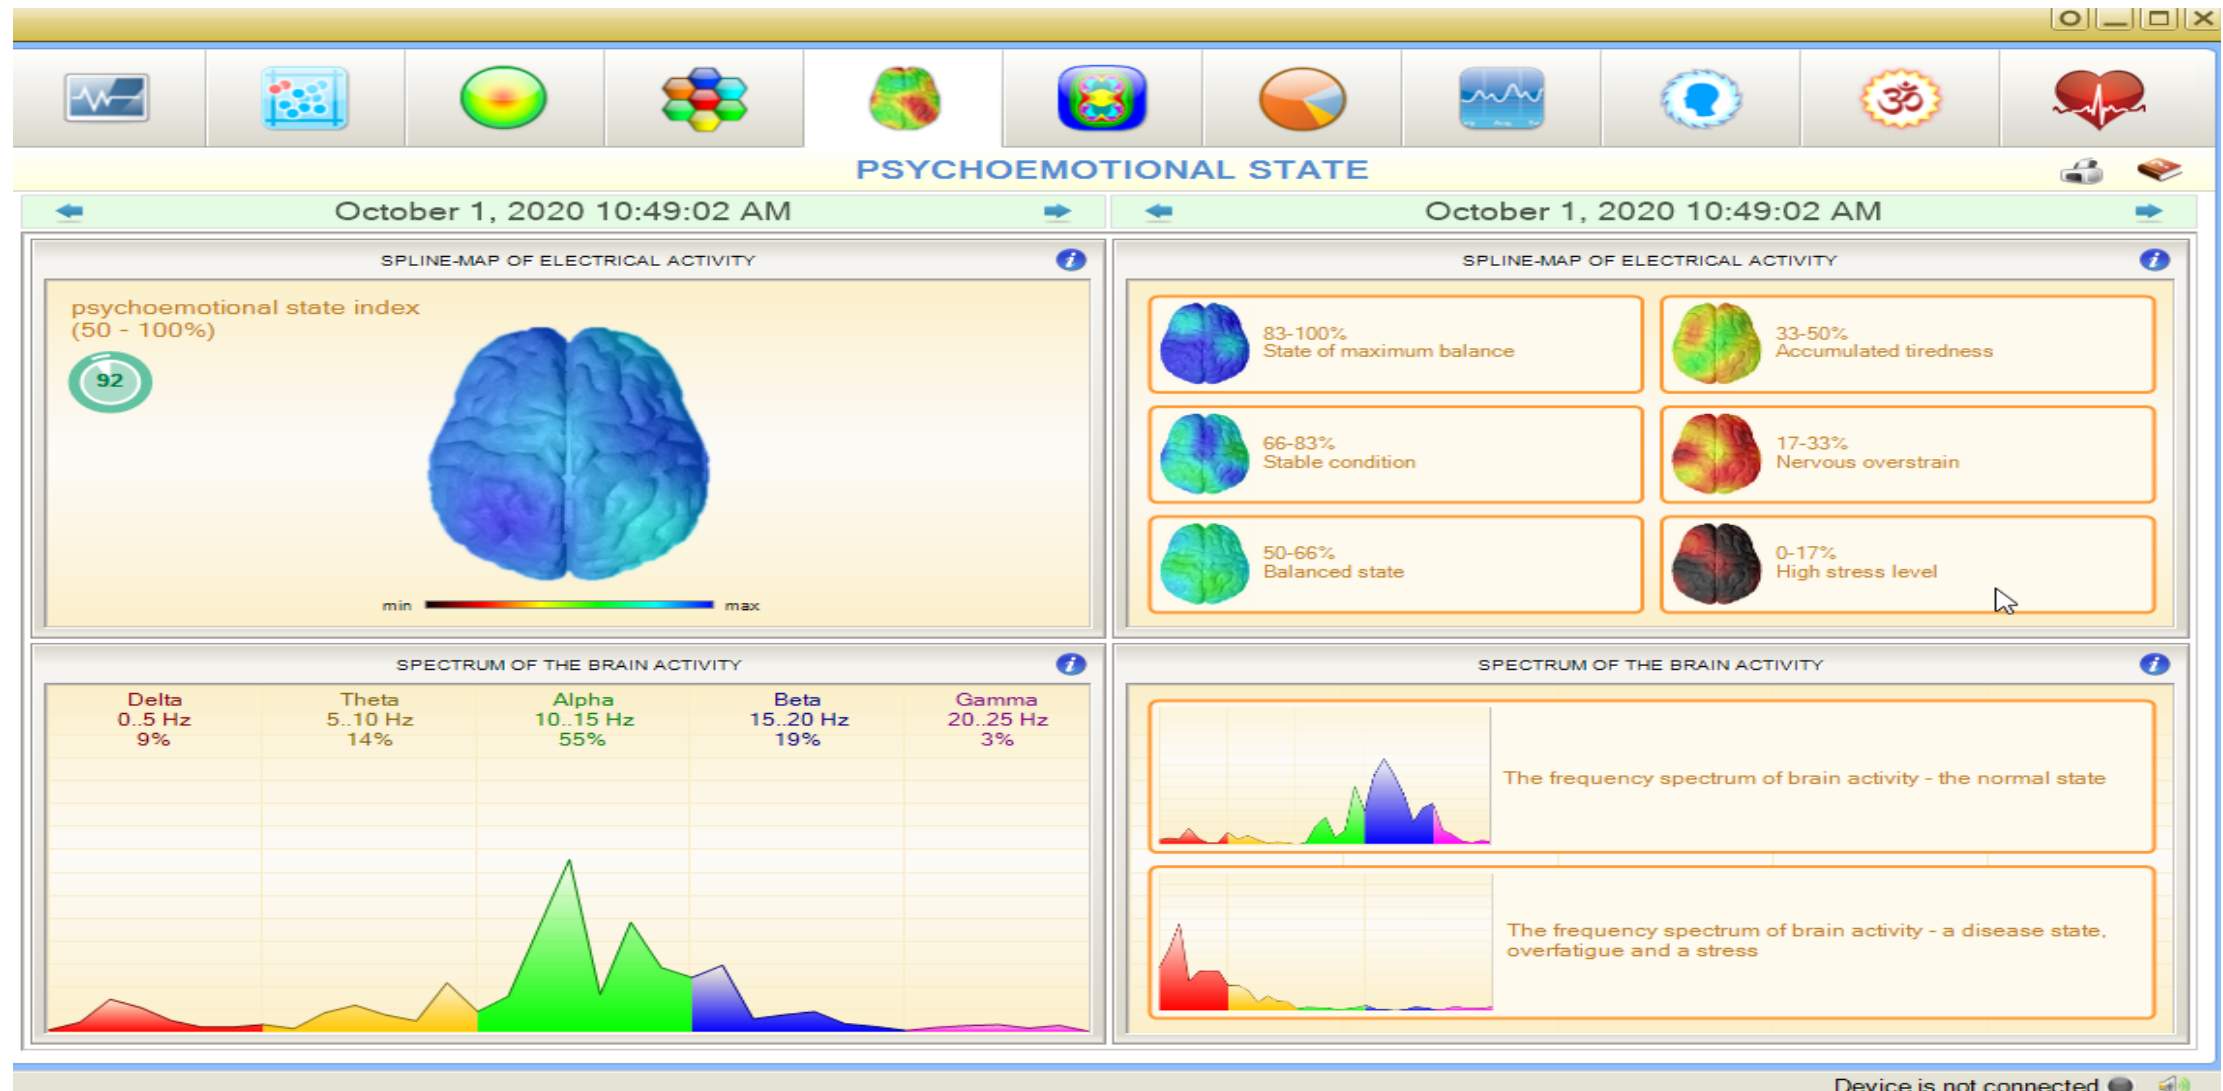 PSYCHOEMOTIONAL STATE
October 1, 2020 10:49:02 AM
October 1, 2020 10:49:02 AM
SPLINE-MAP OF ELECTRICAL ACTIVITY
psychoemotional state index
(50 - 100%)
92
min
max
SPLINE-MAP OF ELECTRICAL ACTIVITY
83-100%
State of maximum balance
33-50%
Accumulated tiredness
66-83%
Stable condition
17-33%
Nervous overstrain
50-66%
Balanced state
0-17%
High stress level
SPECTRUM OF THE BRAIN ACTIVITY
Delta
0..5 Hz
9%
Theta
5..10 Hz
14%
Alpha
10..15 Hz
55%
Beta
15..20 Hz
19%
Gamma
20..25 Hz
3%
SPECTRUM OF THE BRAIN ACTIVITY
The frequency spectrum of brain activity - the normal state
The frequency spectrum of brain activity - a disease state,
overfatigue and a stress
Device is not connected